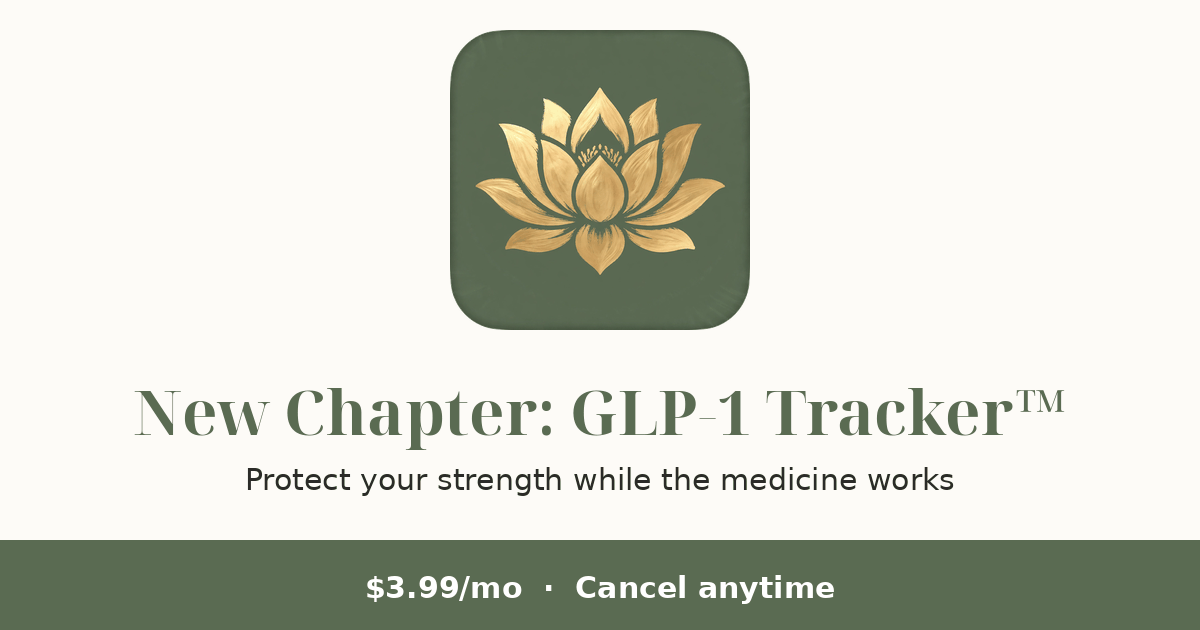 New Chapter: GLP-1 Tracker™
Protect your strength while the medicine works
$3.99/mo · Cancel anytime